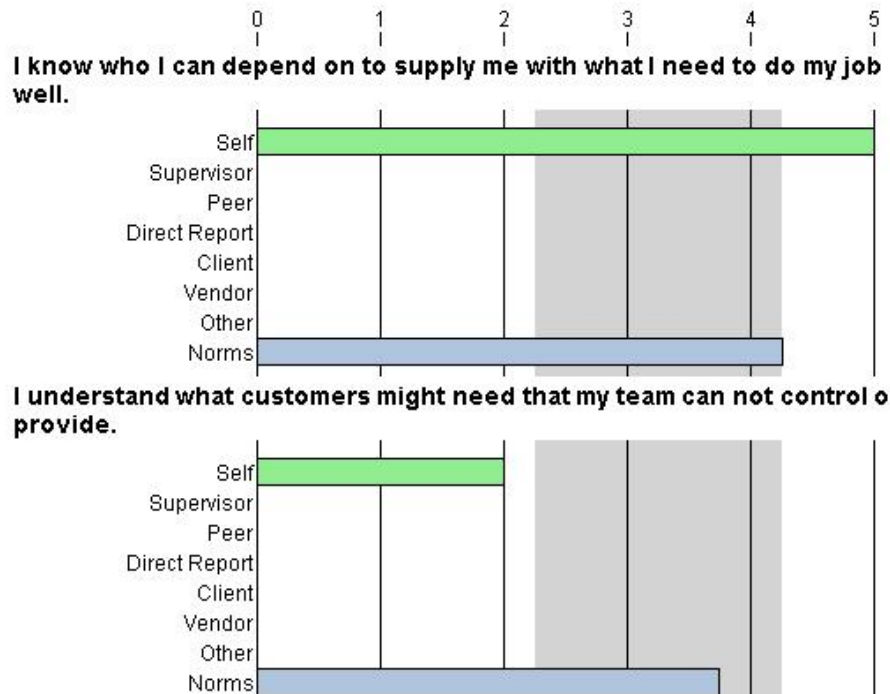 0 1 2 3 4 5
I know who I can depend on to supply me with what I need to do my job
well.
Self
Supervisor
Peer
Direct Report
Client
Vendor
Other
Norms
I understand what customers might need that my team can not control o
provide.
Self
Supervisor
Peer
Direct Report
Client
Vendor
Other
Norms